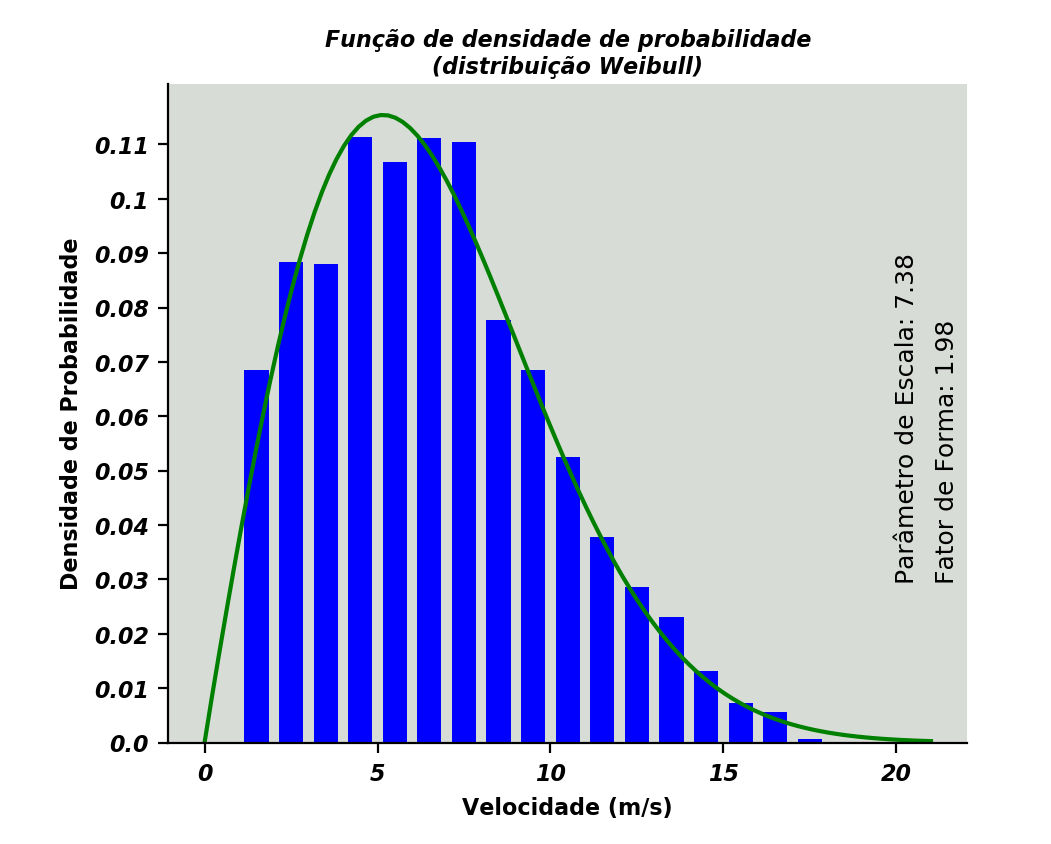 Função de densidade de probabilidade
(distribuição Weibull)
Densidade de Probabilidade
0.11
0.1
0.09
0.08
0.07
0.06
0.05
0.04
0.03
0.02
0.01
0.0
Parâmetro de Escala: 7.38
Fator de Forma: 1.98
0
5
10
15
20
Velocidade (m/s)